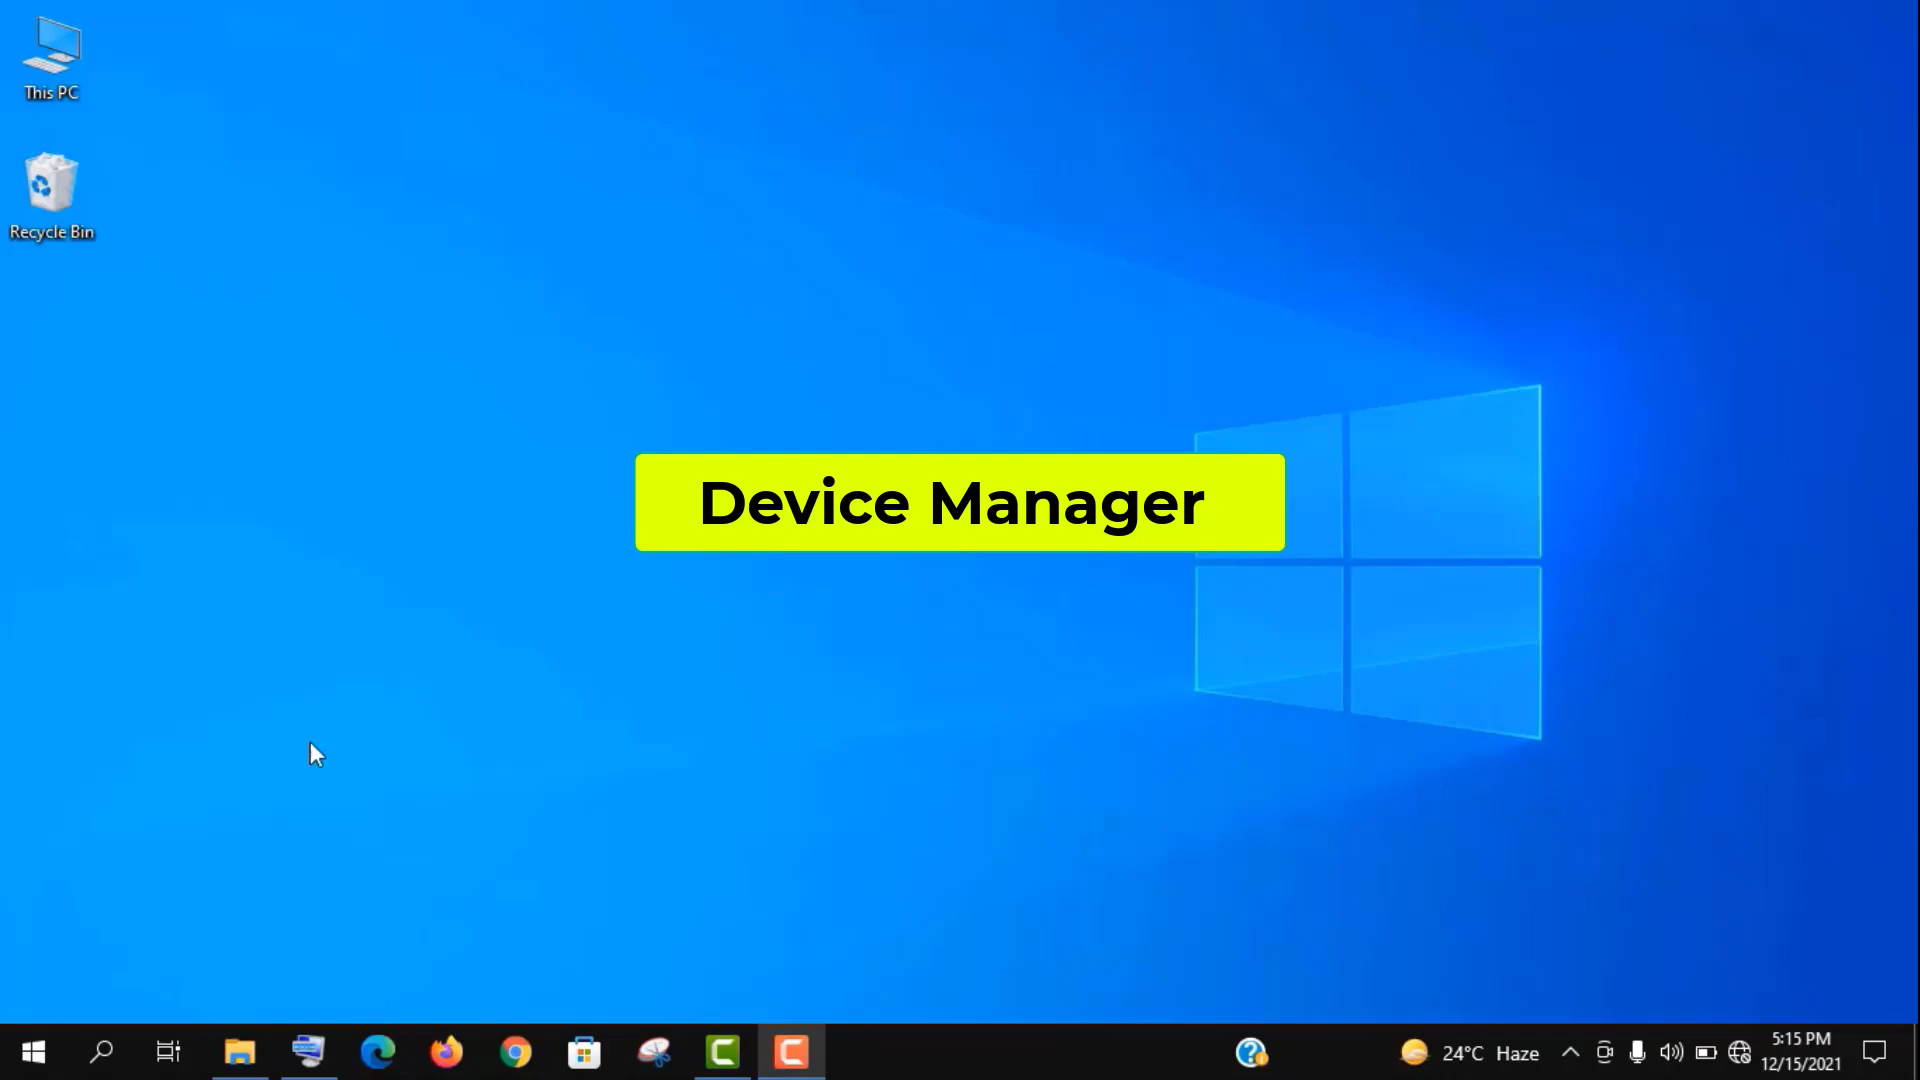 This PC
Recycle Bin
Device Manager
24°C Haze
5:15 PM
12/15/2021